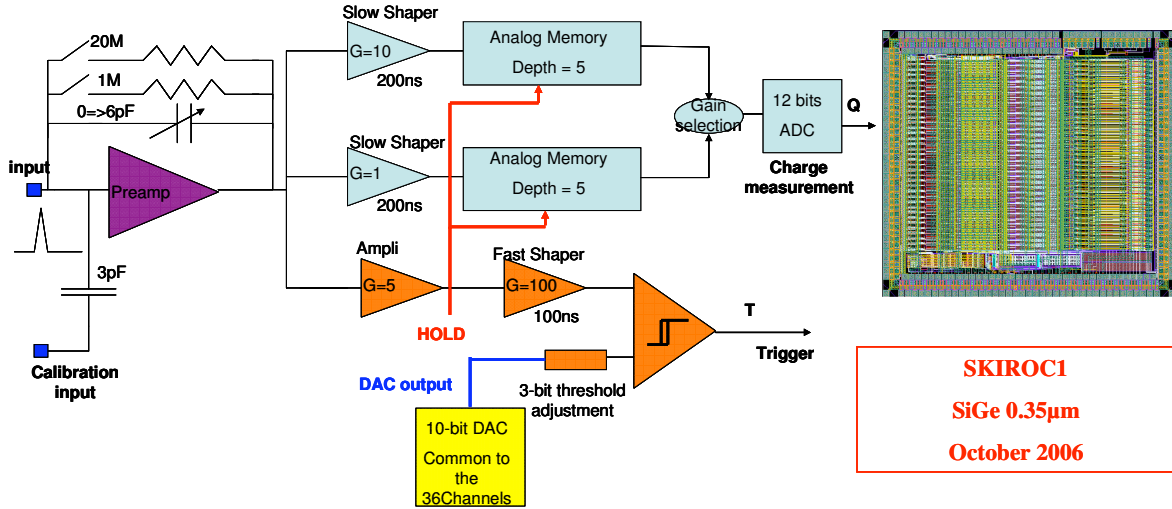 Slow Shaper
G=10
200ns
Analog Memory
Depth = 5
20M
1M
0=>6pF
input
Preamp
3pF
Calibration
input
Slow Shaper
G=1
200ns
Analog Memory
Depth = 5
Gain
selection
12 bits
ADC
Q
Charge
measurement
Ampli
G=5
HOLD
Fast Shaper
G=100
100ns
T
Trigger
DAC output
3-bit threshold
adjustment
10-bit DAC
Common to
the
36Channels
SKIROC1
SiGe 0.35µm
October 2006